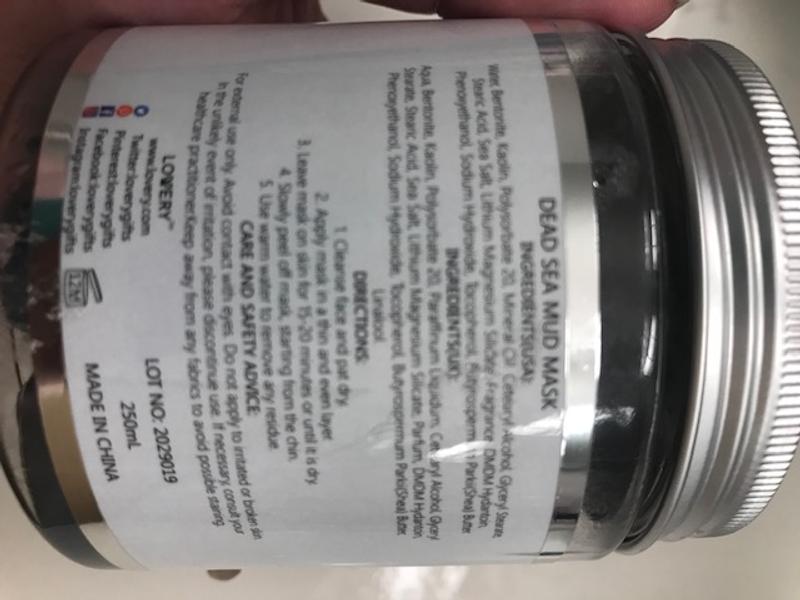 DEAD SEA MUD MASK
INGREDIENTS(USA):
Water, Bentonite, Kaolin, Polysorbate 20, Mineral Oil, Cetearyl Alcohol, Glyceryl Stearate
Stearic Acid, Sea Salt, Lithium Magnesium Silicate, Fragrance, DMDM Hydantoin,
Phenoxyethanol, Sodium Hydroxide, Tocopherol, Butyrospermum Parkii(Shea) Butter.
INGREDIENTS(UK):
Aqua, Bentonite, Kaolin, Polysorbate 20, Paraffinum Liquidum, Cetearyl Alcohol, Glyceryl
Stearate, Stearic Acid, Sea Salt, Lithium Magnesium Silicate, Parfum, DMDM Hydantoin,
Phenoxyethanol, Sodium Hydroxide, Tocopherol, Butyrospermum Parkii(Shea) Butter.
Linalool
DIRECTIONS:
1. Cleanse face and pat dry.
2. Apply mask in a thin and even layer
3. Leave mask on skin for 15-20 minutes or until it is dry
4. Slowly peel off mask, starting from the chin.
5. Use warm water to remove any residue.
CARE AND SAFETY ADVICE:
For external use only. Avoid contact with eyes. Do not apply to irritated or broken skin
In the unlikely event of irritation, please discontinue use. If necessary, consult your
healthcare practitioner.Keep away from any fabrics to avoid possible staining.
LOVERY™
www.lovery.com
Twitter:loverygifts
Pinterest:loverygifts
Facebook:loverygifts
Instagram:loverygifts
12M
LOT NO.: 2029019
250mL
MADE IN CHINA